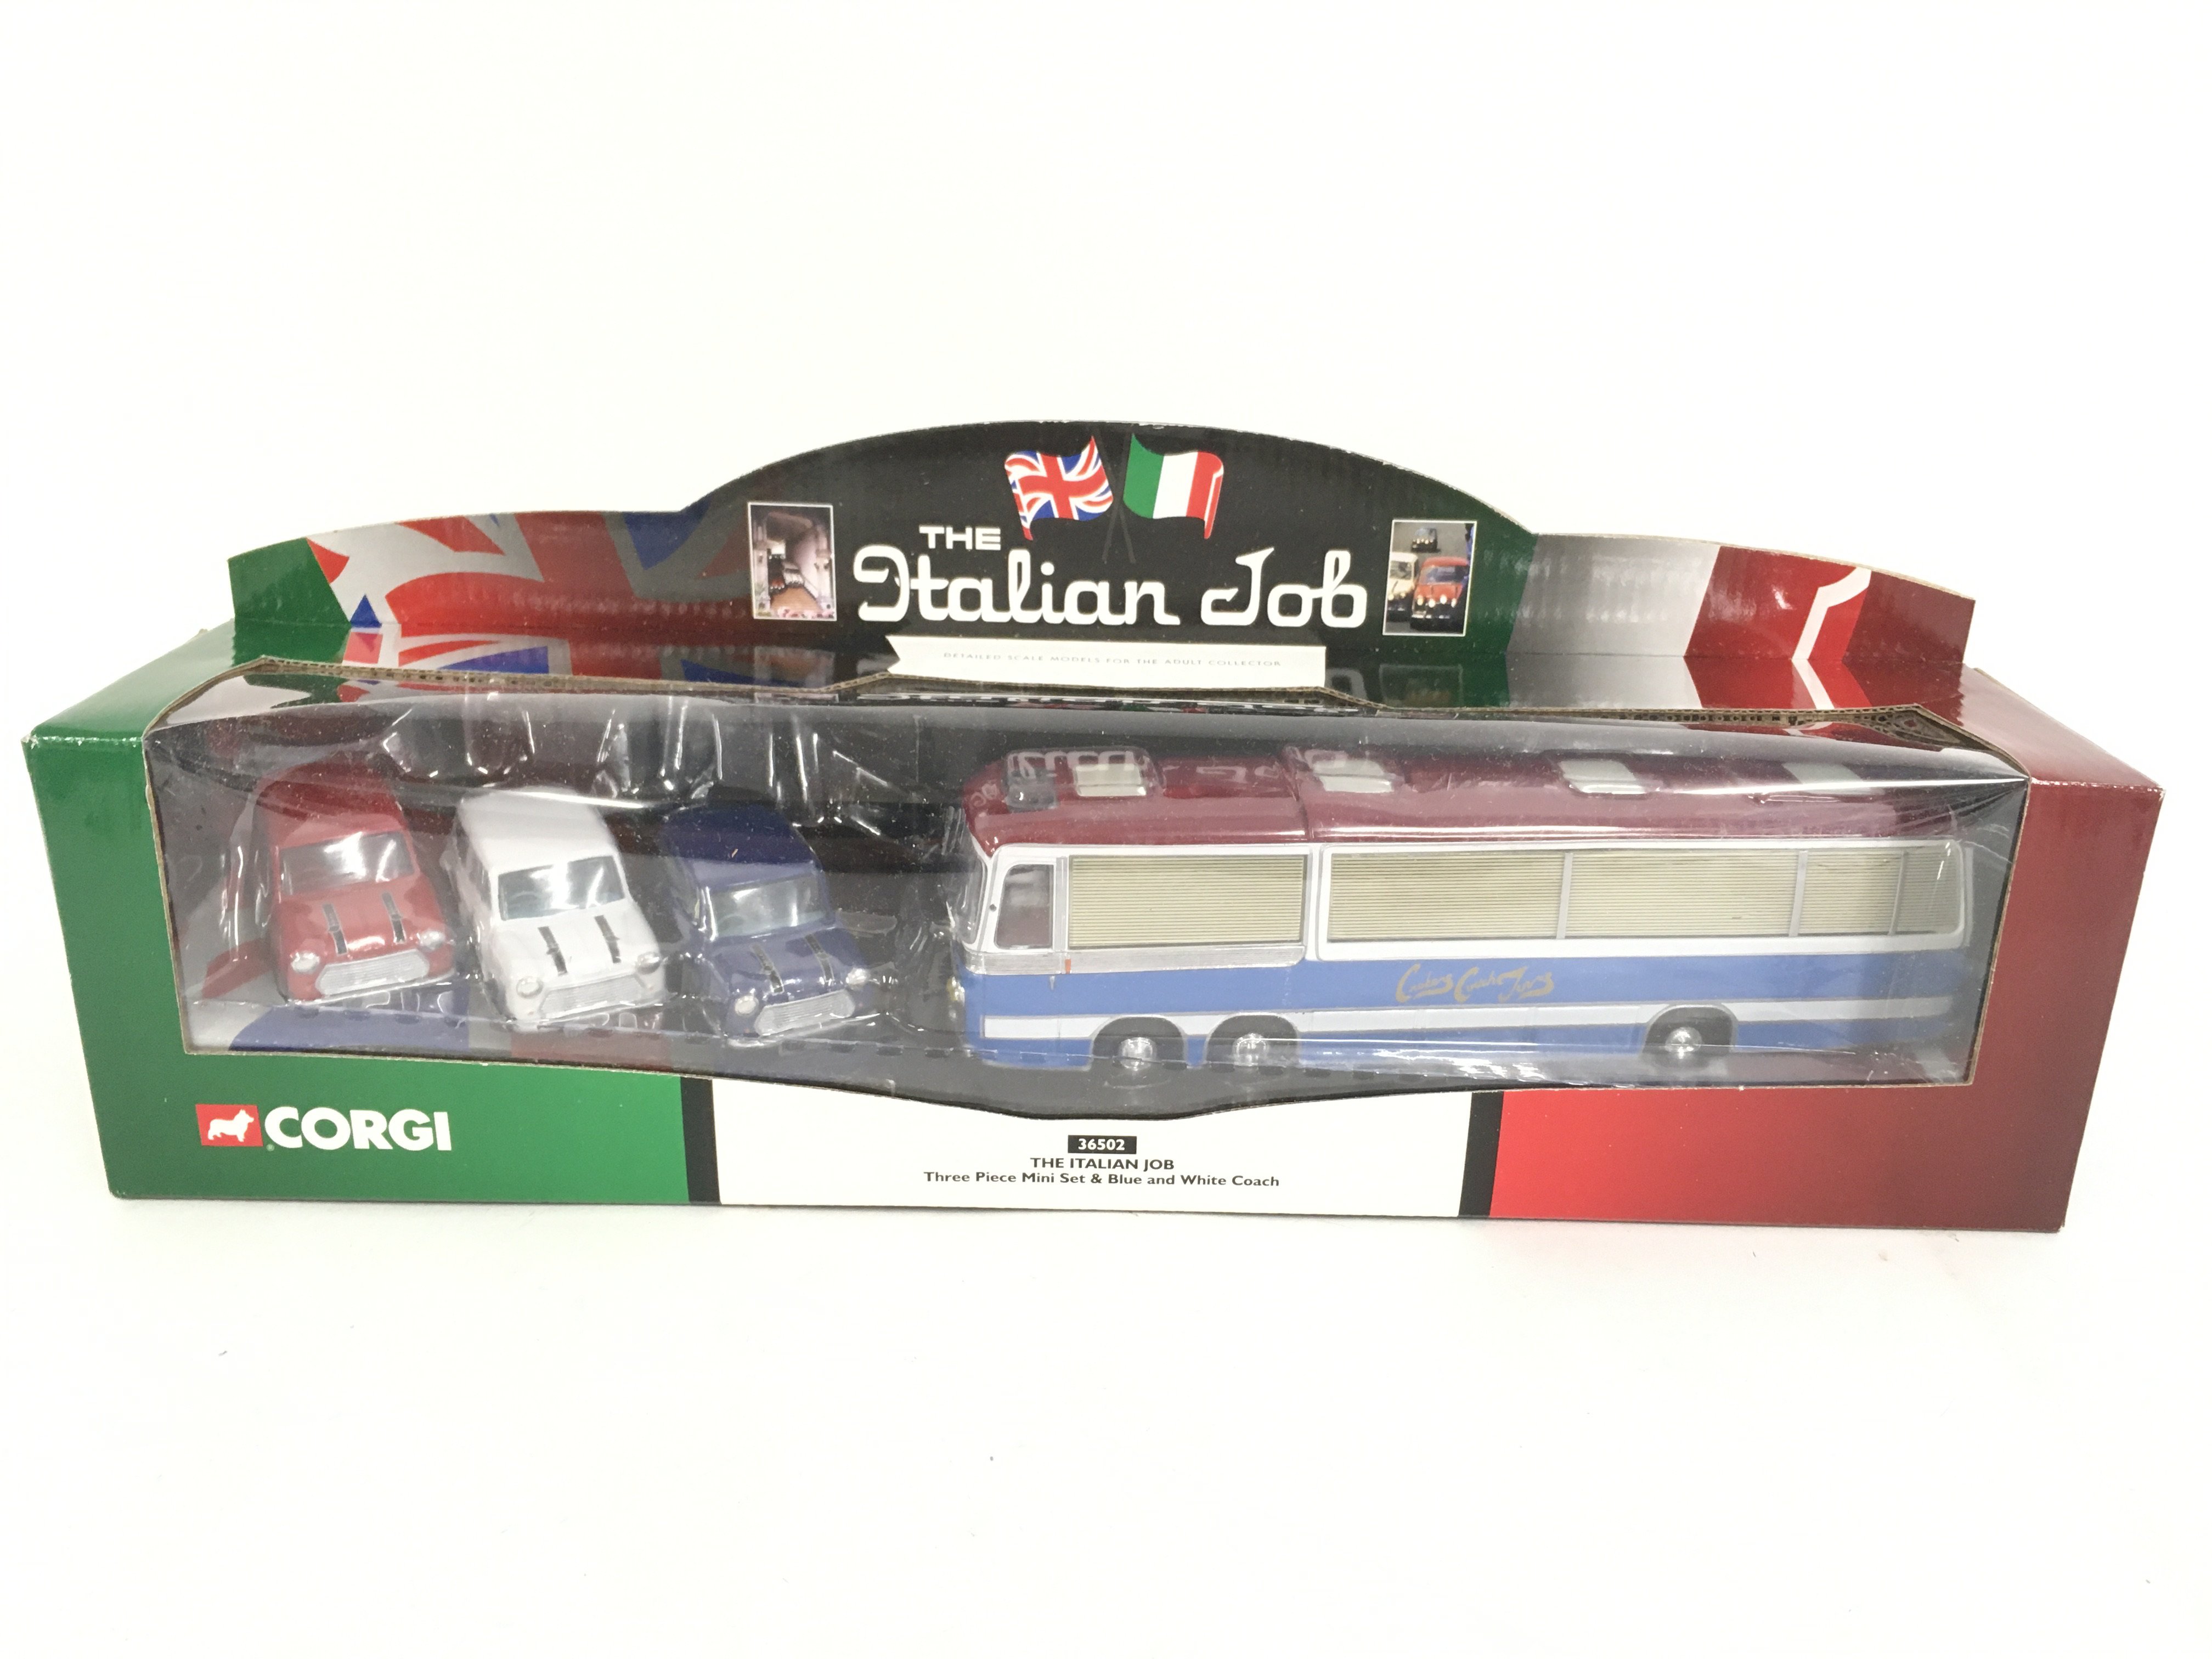 THE
Italian Job
DETAILED SCALE MODELS FOR THE ADULT COLLECTOR
CORGI
36502
THE ITALIAN JOB
Three Piece Mini Set & Blue and White Coach